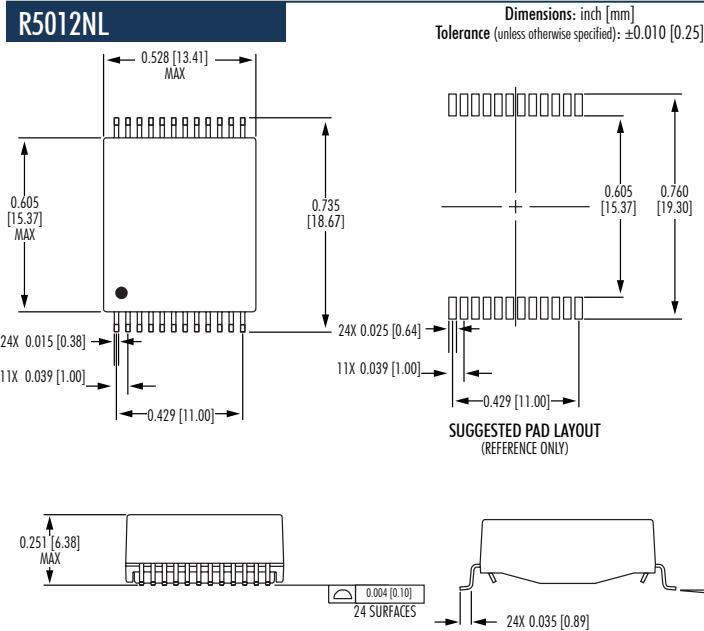 R5012NL
Dimensions: inch [mm]
Tolerance (unless otherwise specified): ±0.010 [0.25]
0.528 [13.41]
MAX
0.605
[15.37]
MAX
0.735
[18.67]
24X 0.015 [0.38]
11X 0.039 [1.00]
0.429 [11.00]
0.605
[15.37]
0.760
[19.30]
24X 0.025 [0.64]
11X 0.039 [1.00]
0.429 [11.00]
SUGGESTED PAD LAYOUT
(REFERENCE ONLY)
0.251 [6.38]
MAX
0.004 [0.10]
24 SURFACES
24X 0.035 [0.89]